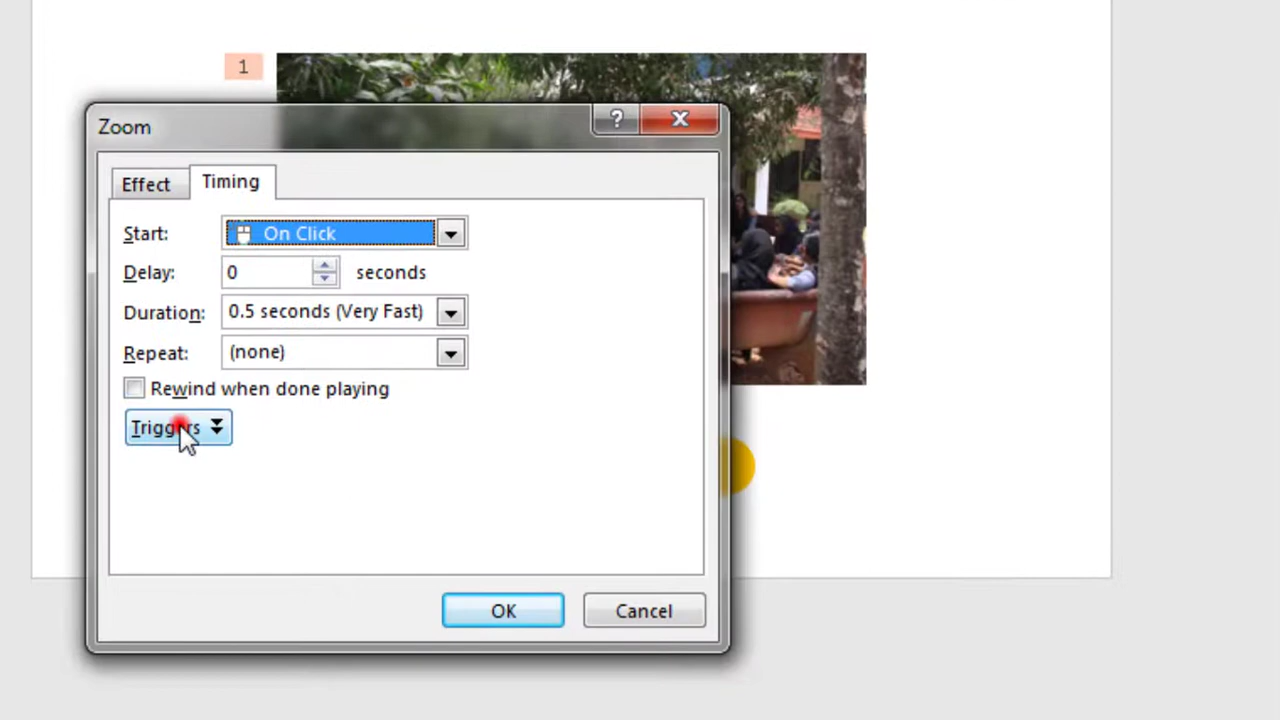 1
Zoom
?
Effect
Timing
Start: On Click
Delay: 0 seconds
Duration: 0.5 seconds (Very Fast)
Repeat: (none)
Rewind when done playing
Triggers
OK
Cancel